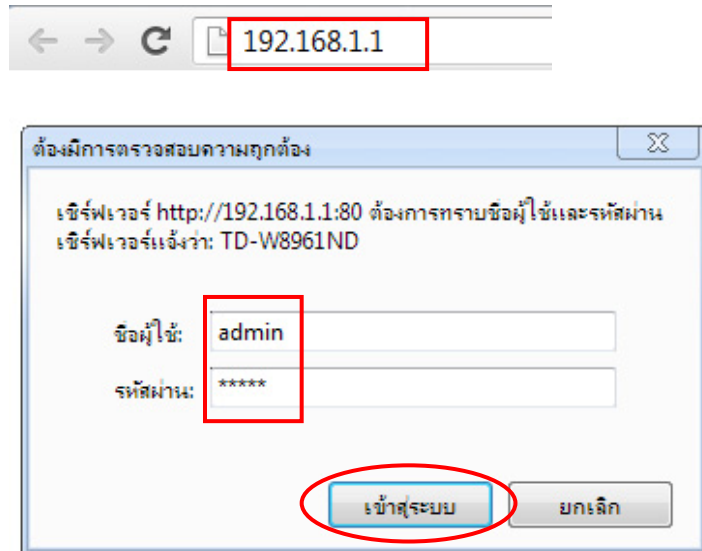 192.168.1.1
ต้องมีการตรวจสอบความถูกต้อง
เซิร์ฟเวอร์ http://192.168.1.1:80 ต้องการทราบชื่อผู้ใช้และรหัสผ่าน
เซิร์ฟเวอร์แจ้งว่า: TD-W8961ND
ชื่อผู้ใช้: admin
รหัสผ่าน: *****
เข้าสู่ระบบ ยกเลิก